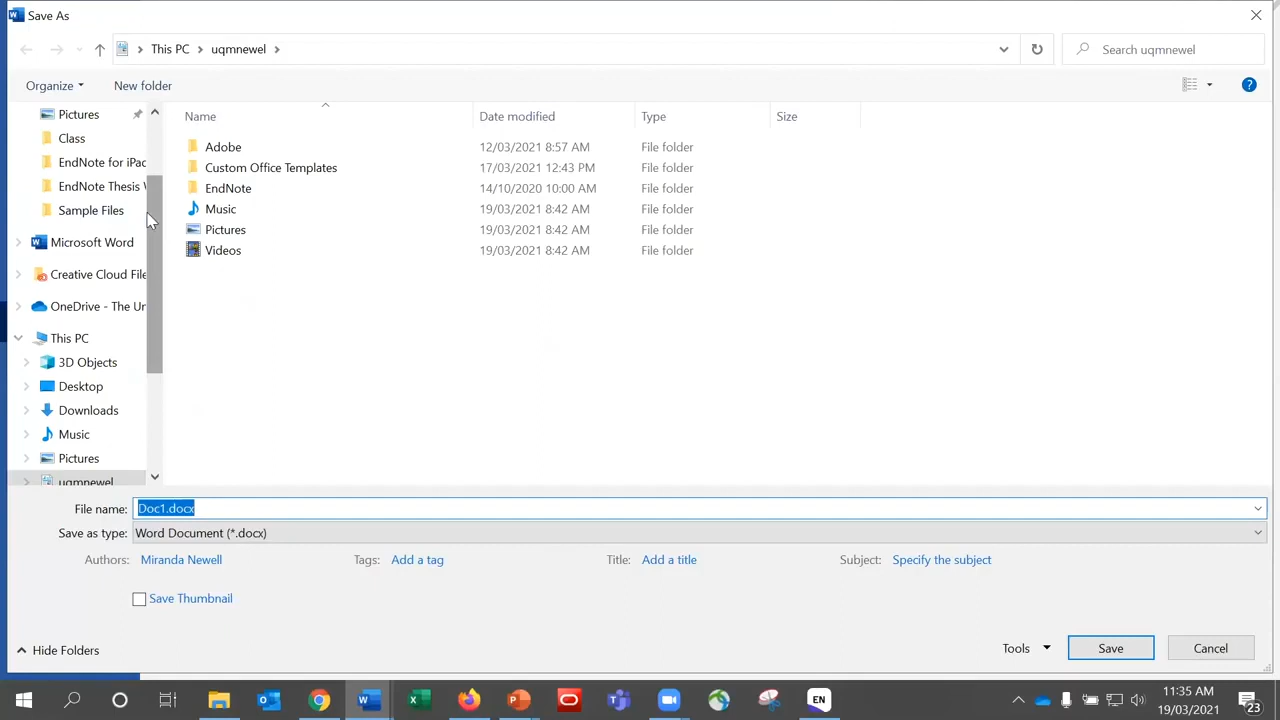 Save As
This PC
uqmnewel
Search uqmnewel
Organize
New folder
Pictures
Class
EndNote for iPad
EndNote Thesis W
Sample Files
Microsoft Word
Creative Cloud File
OneDrive - The Un
This PC
3D Objects
Desktop
Downloads
Music
Pictures
uqmnewel
Name Date modified Type Size
Adobe 12/03/2021 8:57 AM File folder
Custom Office Templates 17/03/2021 12:43 PM File folder
EndNote 14/10/2020 10:00 AM File folder
Music 19/03/2021 8:42 AM File folder
Pictures 19/03/2021 8:42 AM File folder
Videos 19/03/2021 8:42 AM File folder
File name: Doc1.docx
Save as type: Word Document (*.docx)
Authors: Miranda Newell Tags: Add a tag Title: Add a title Subject: Specify the subject
Save Thumbnail
Hide Folders
Tools
Save
Cancel
EN
11:35 AM
19/03/2021
23